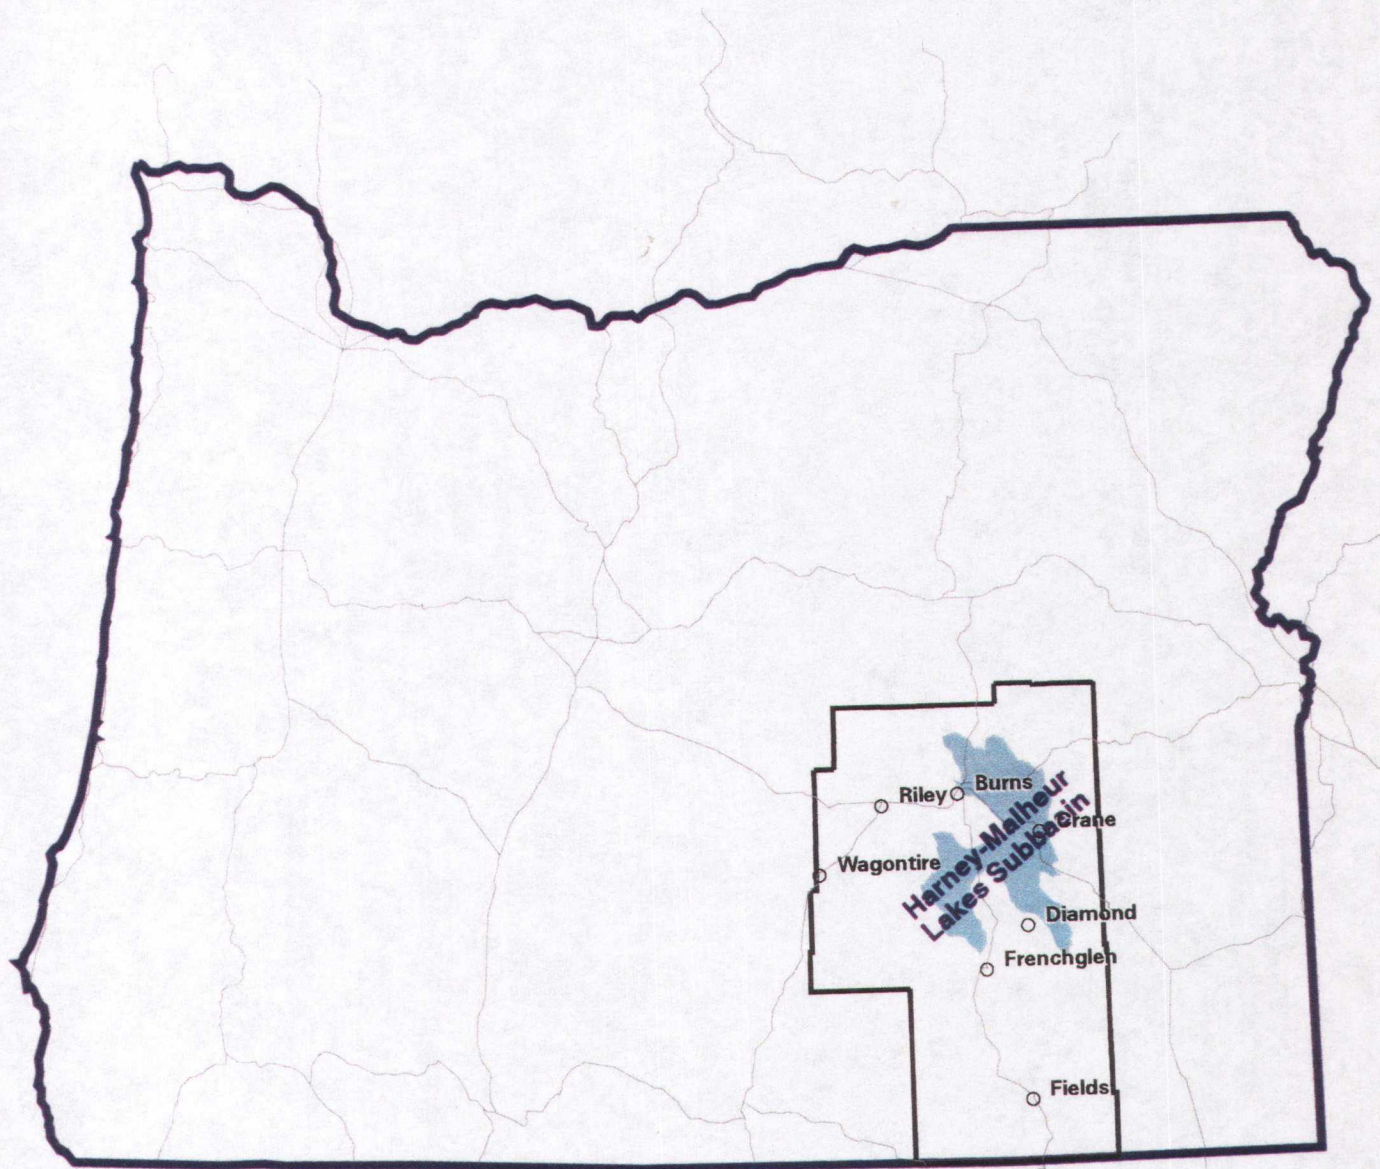 Burns
Riley
Crane
Harney-Malheur
Lakes Subbasin
Wagontire
Diamond
Frenchglen
Fields